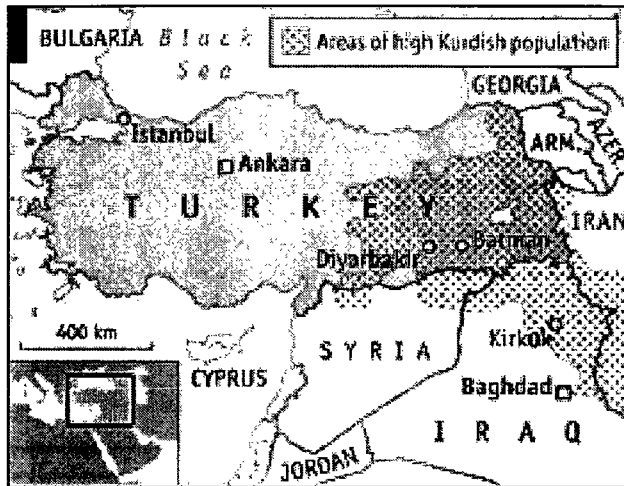 BULGARIA
Black
Sea
Areas of high Kurdish population
GEORGIA
ARM.
AZER
Istanbul
Ankara
TURKEY
IRAN
Diyarbakir
Batman
400 km
SYRIA
Kirkuk
CYPRUS
Baghdad
IRAQ
JORDAN